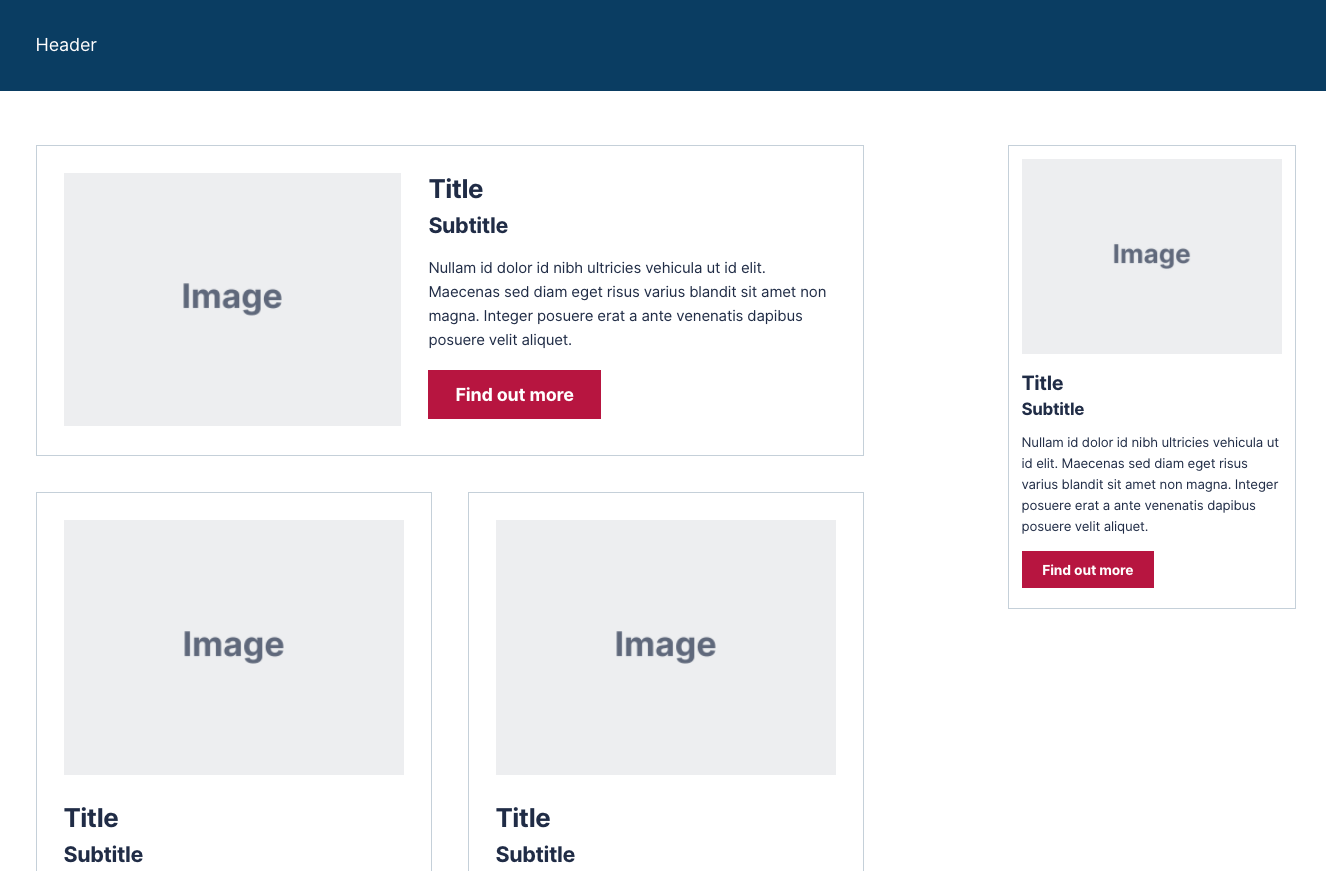 Header
Image
Title
Subtitle
Nullam id dolor id nibh ultricies vehicula ut id elit.
Maecenas sed diam eget risus varius blandit sit amet non
magna. Integer posuere erat a ante venenatis dapibus
posuere velit aliquet.
Find out more
Image
Title
Subtitle
Image
Title
Subtitle
Image
Title
Subtitle
Nullam id dolor id nibh ultricies vehicula ut
id elit. Maecenas sed diam eget risus
varius blandit sit amet non magna. Integer
posuere erat a ante venenatis dapibus
posuere velit aliquet.
Find out more